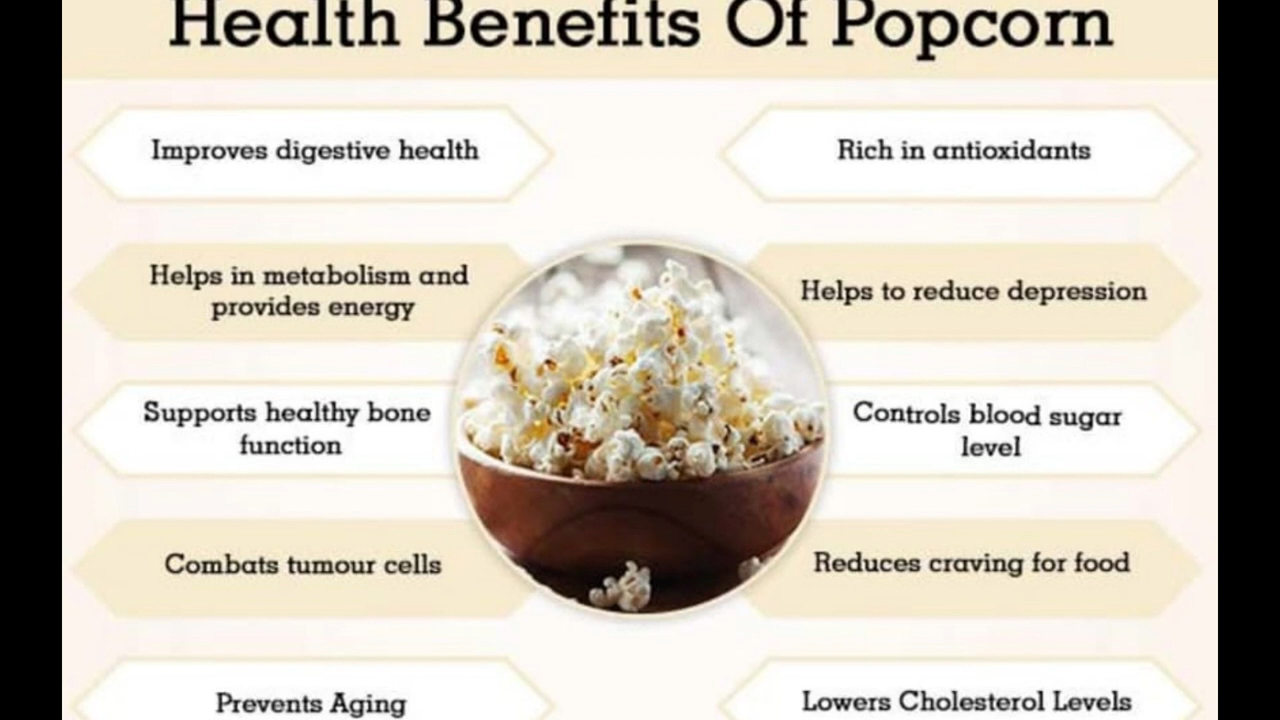 Health Benefits Of Popcorn
Improves digestive health
Rich in antioxidants
Helps in metabolism and
provides energy
Helps to reduce depression
Supports healthy bone
function
Controls blood sugar
level
Combats tumour cells
Reduces craving for food
Prevents Aging
Lowers Cholesterol Levels